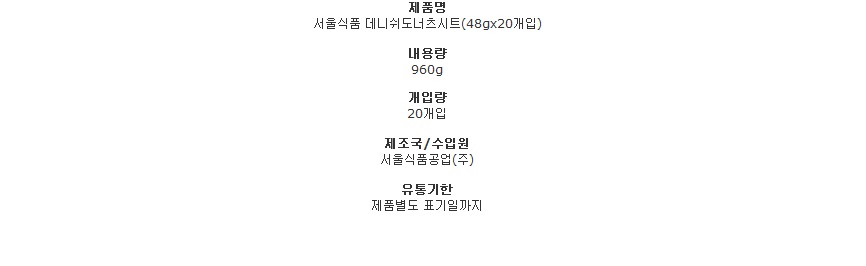 제품명
서울식품 데니쉬도너츠시트(48gx20개입)
내용량
960g
개입량
20개입
제조국/수입원
서울식품공업(주)
유통기한
제품별도 표기일까지